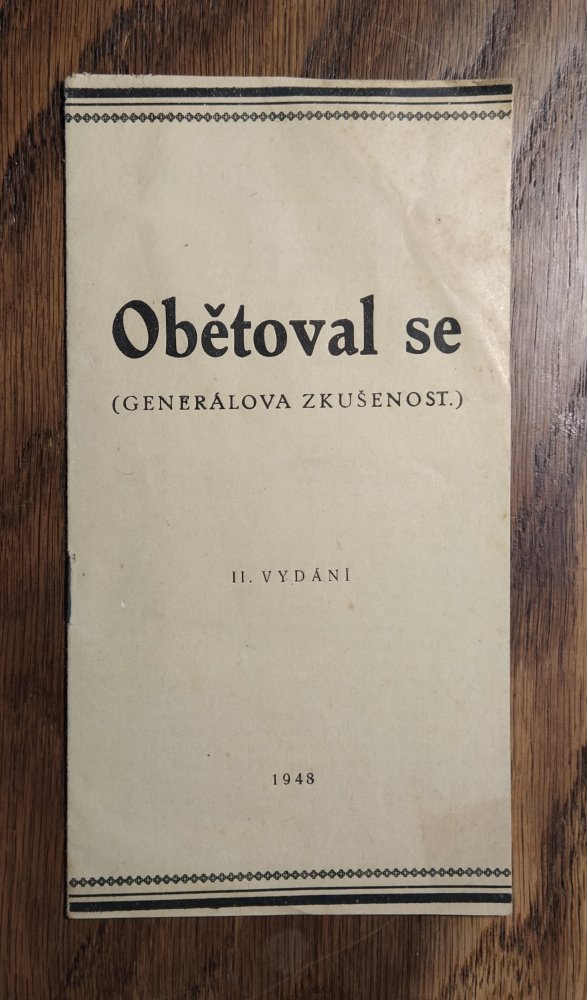 Obětoval se
(GENERÁLOVA ZKUŠENOST.)
II. VYDÁNÍ
1948